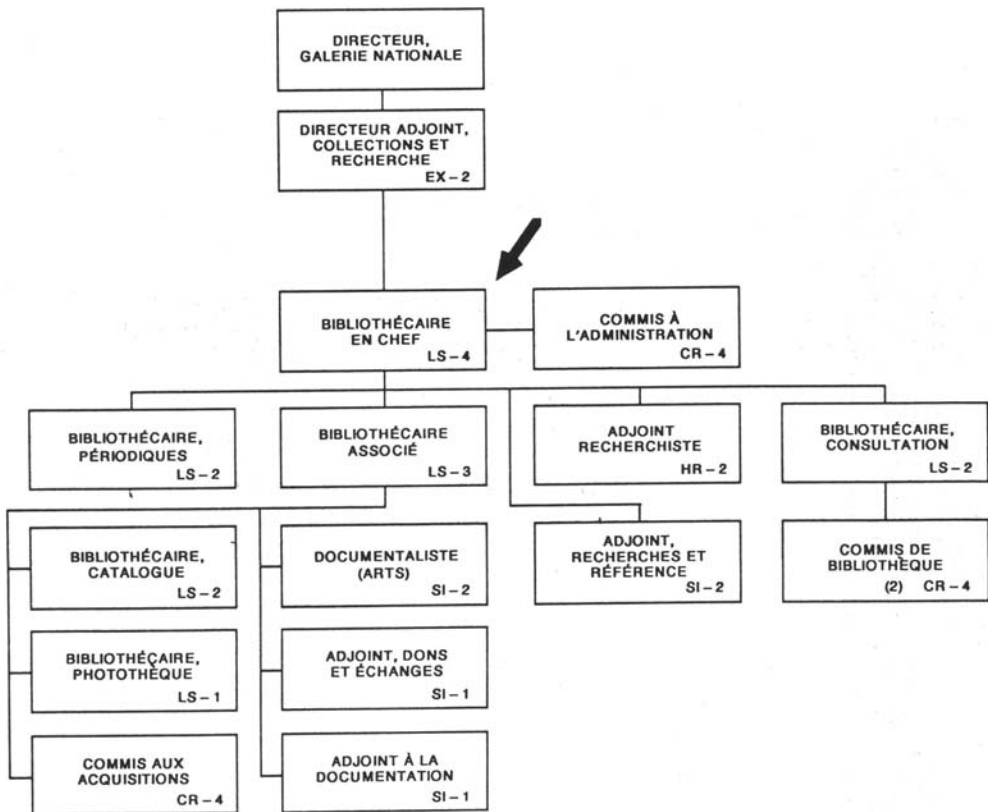 DIRECTEUR,
GALERIE NATIONALE
DIRECTEUR ADJOINT,
COLLECTIONS ET
RECHERCHE
EX – 2
BIBLIOTHÉCAIRE
EN CHEF
LS – 4
COMMIS À
L'ADMINISTRATION
CR – 4
BIBLIOTHÉCAIRE,
PÉRIODIQUES
LS – 2
BIBLIOTHÉCAIRE
ASSOCIÉ
LS – 3
ADJOINT
RECHERCHISTE
HR – 2
BIBLIOTHÉCAIRE,
CONSULTATION
LS – 2
BIBLIOTHÉCAIRE,
CATALOGUE
LS – 2
DOCUMENTALISTE
(ARTS)
SI – 2
ADJOINT,
RECHERCHES ET
RÉFÉRENCE
SI – 2
COMMIS DE
BIBLIOTHÈQUE
(2) CR – 4
BIBLIOTHÉCAIRE,
PHOTOTHÈQUE
LS – 1
ADJOINT, DONS
ET ÉCHANGES
SI – 1
COMMIS AUX
ACQUISITIONS
CR – 4
ADJOINT À LA
DOCUMENTATION
SI – 1